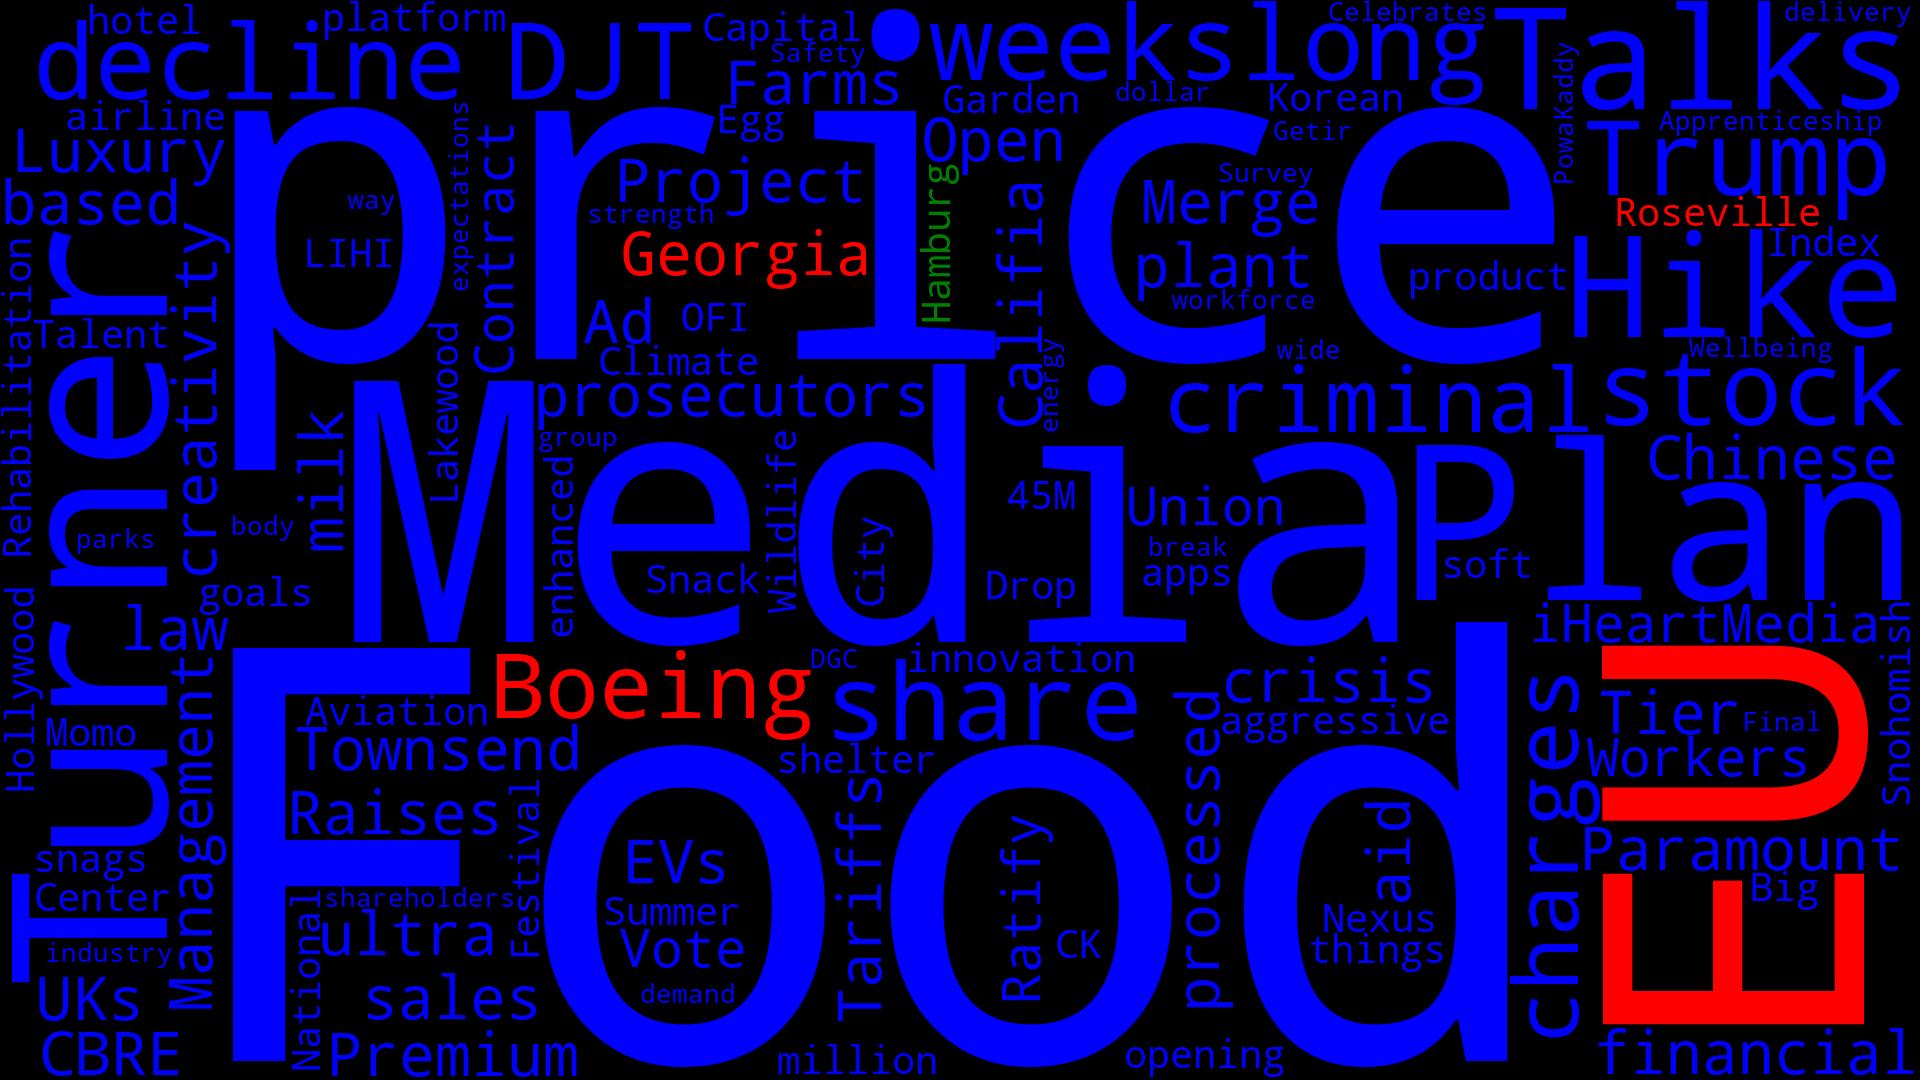 hotel
platform
Capital
Celebrates
delivery
decline
DJT
Safety
Farms
weekslong
Talks
airline
Egg
Garden
dollar
Korean
PowaKaddy
Luxury
price
Open
Getir
Trump
Apprenticeship
based
way
expectations
Contract
Project
strength
Hamburg
Survey
Merge
Roseville
LIHI
Georgia
Califia
plant
workforce
product
Hike
Index
Rehabilitation
Turner
creativity
Talent
Lakewood
Ad
OFI
Climate
energy
wide
Wellbeing
milk
prosecutors
criminal
stock
group
Media
Plan
Chinese
parks
body
enhanced
Wildlife
City
45M
Union
break
apps
soft
goals
Snack
Drop
law
iHeartMedia
Snohomish
Hollywood
Management
Boeing
DGC
innovation
share
crisis
aggressive
charges
EU
Tier
Final
Momo
Aviation
Townsend
shelter
processed
Workers
Raises
Festival
Food
EVs
Tariffs
Ratify
aid
Paramount
snags
Center
National
shareholders
Summer
Vote
CK
Nexus
things
Big
industry
ultra
demand
UKs
sales
CBRE
Premium
million
opening
financial